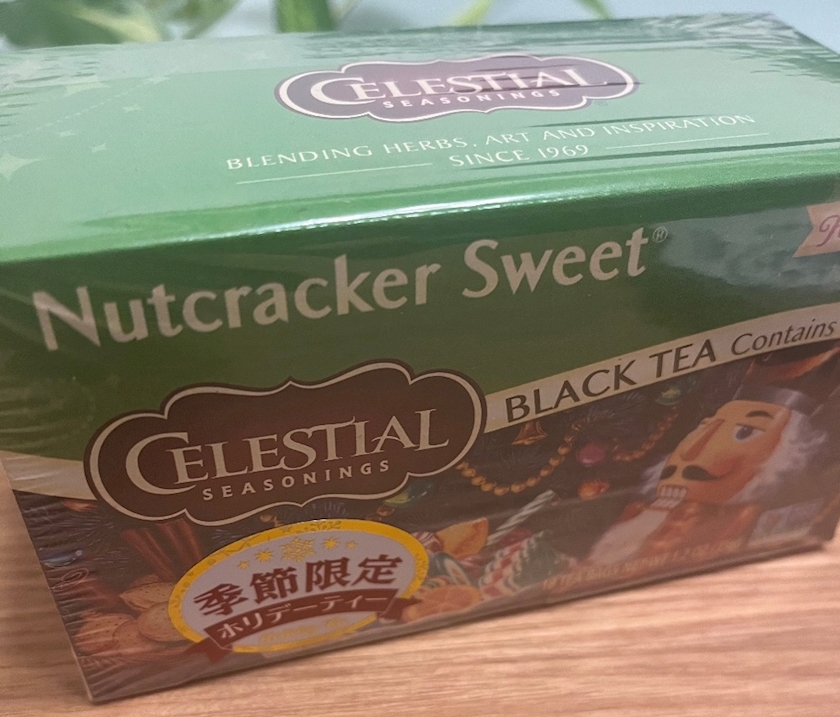 CELESTIAL
SEASONINGS
BLENDING HERBS, ART AND INSPIRATION
SINCE 1969
Nutcracker Sweet®
BLACK TEA Contains
CELESTIAL
SEASONINGS
季節限定
ホリデーティー